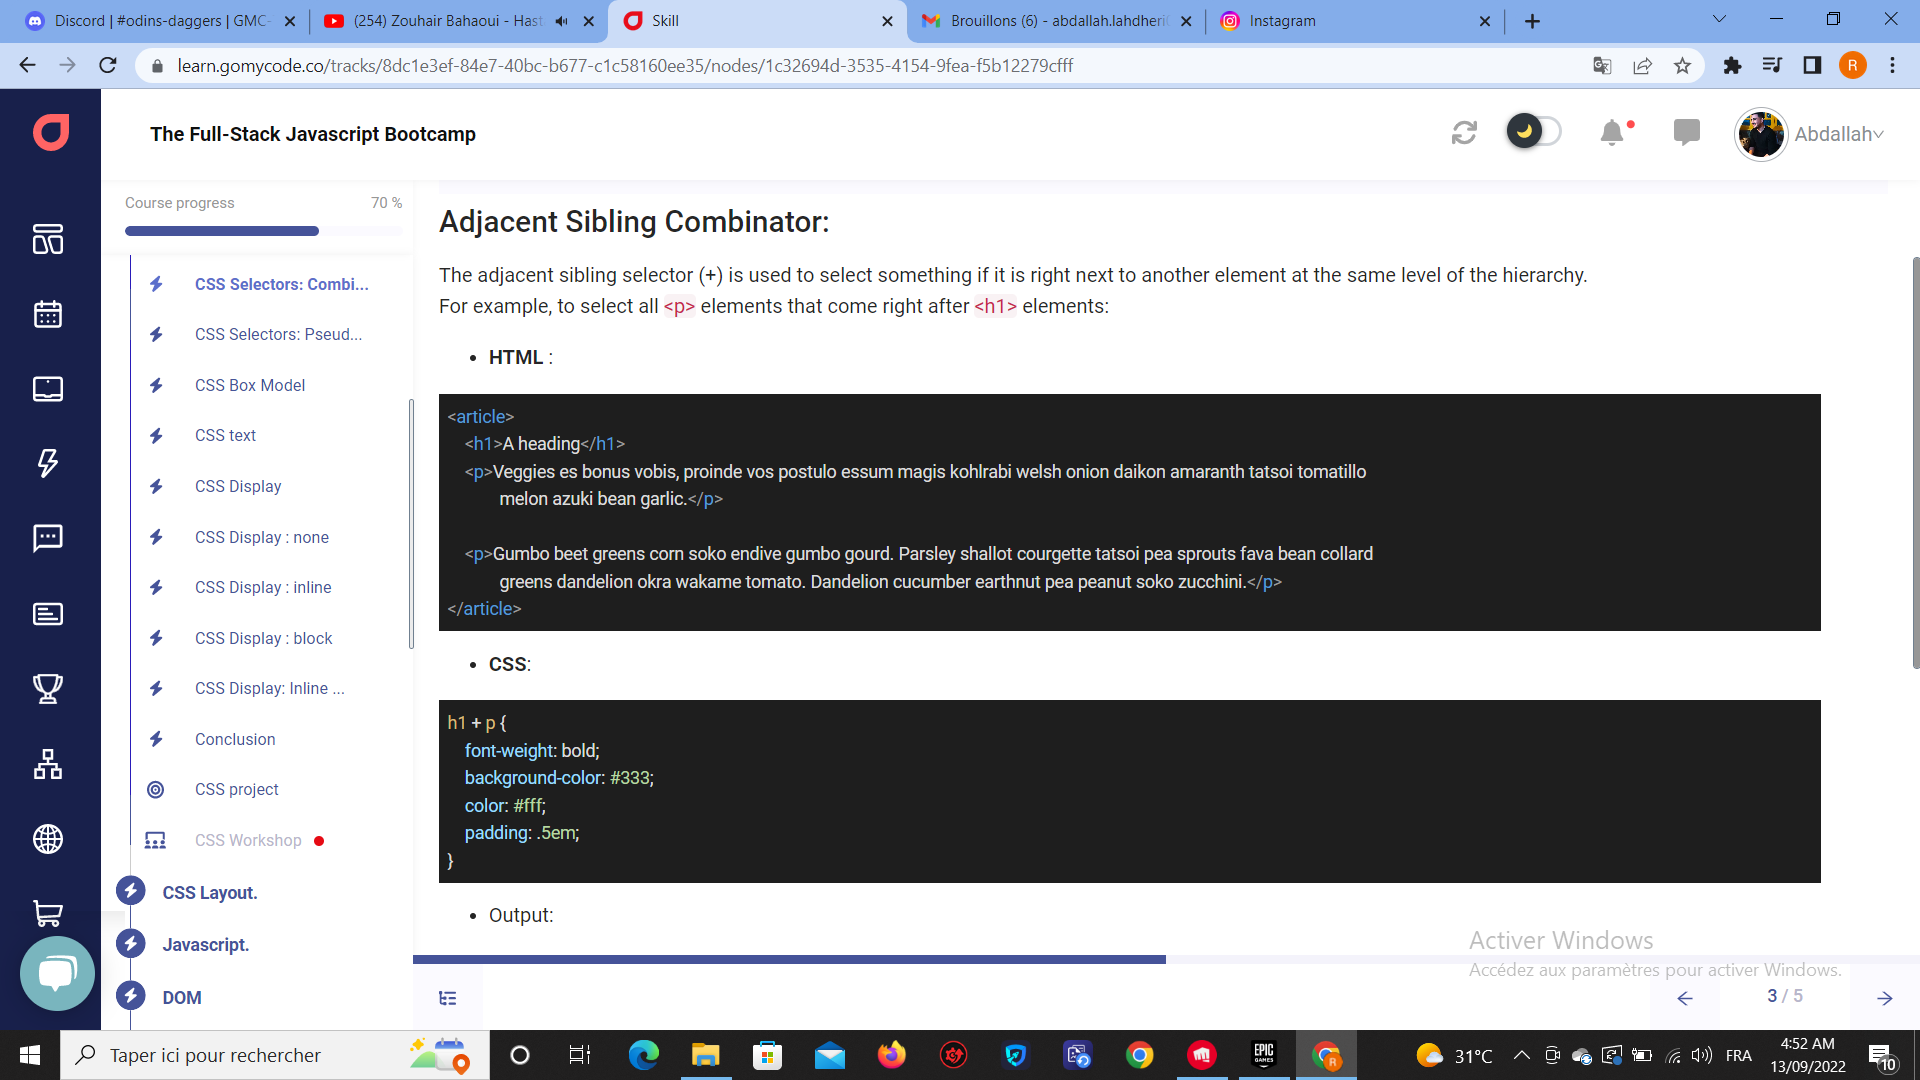 Discord | #odins-daggers | GMC-
(254) Zouhair Bahaoui - Hast
Skill
Brouillons (6) - abdallah.lahdheri
Instagram
learn.gomycode.co/tracks/8dc1e3ef-84e7-40bc-b677-c1c58160ee35/nodes/1c32694d-3535-4154-9fea-f5b12279cfff
R
The Full-Stack Javascript Bootcamp
Abdallah
Course progress 70 %
CSS Selectors: Combi...
CSS Selectors: Pseud...
CSS Box Model
CSS text
CSS Display
CSS Display : none
CSS Display : inline
CSS Display : block
CSS Display: Inline ...
Conclusion
CSS project
CSS Workshop
CSS Layout.
Javascript.
DOM
Adjacent Sibling Combinator:
The adjacent sibling selector (+) is used to select something if it is right next to another element at the same level of the hierarchy.
For example, to select all <p> elements that come right after <h1> elements:
• HTML :
<article>
<h1>A heading</h1>
<p>Veggies es bonus vobis, proinde vos postulo essum magis kohlrabi welsh onion daikon amaranth tatsoi tomatillo
melon azuki bean garlic.</p>
<p>Gumbo beet greens corn soko endive gumbo gourd. Parsley shallot courgette tatsoi pea sprouts fava bean collard
greens dandelion okra wakame tomato. Dandelion cucumber earthnut pea peanut soko zucchini.</p>
</article>
• CSS:
h1 + p {
font-weight: bold;
background-color: #333;
color: #fff;
padding: .5em;
}
• Output:
Activer Windows
Accédez aux paramètres pour activer Windows.
3 / 5
Taper ici pour rechercher
EPIC
GAMES
R
31°C
FRA
4:52 AM
13/09/2022
10